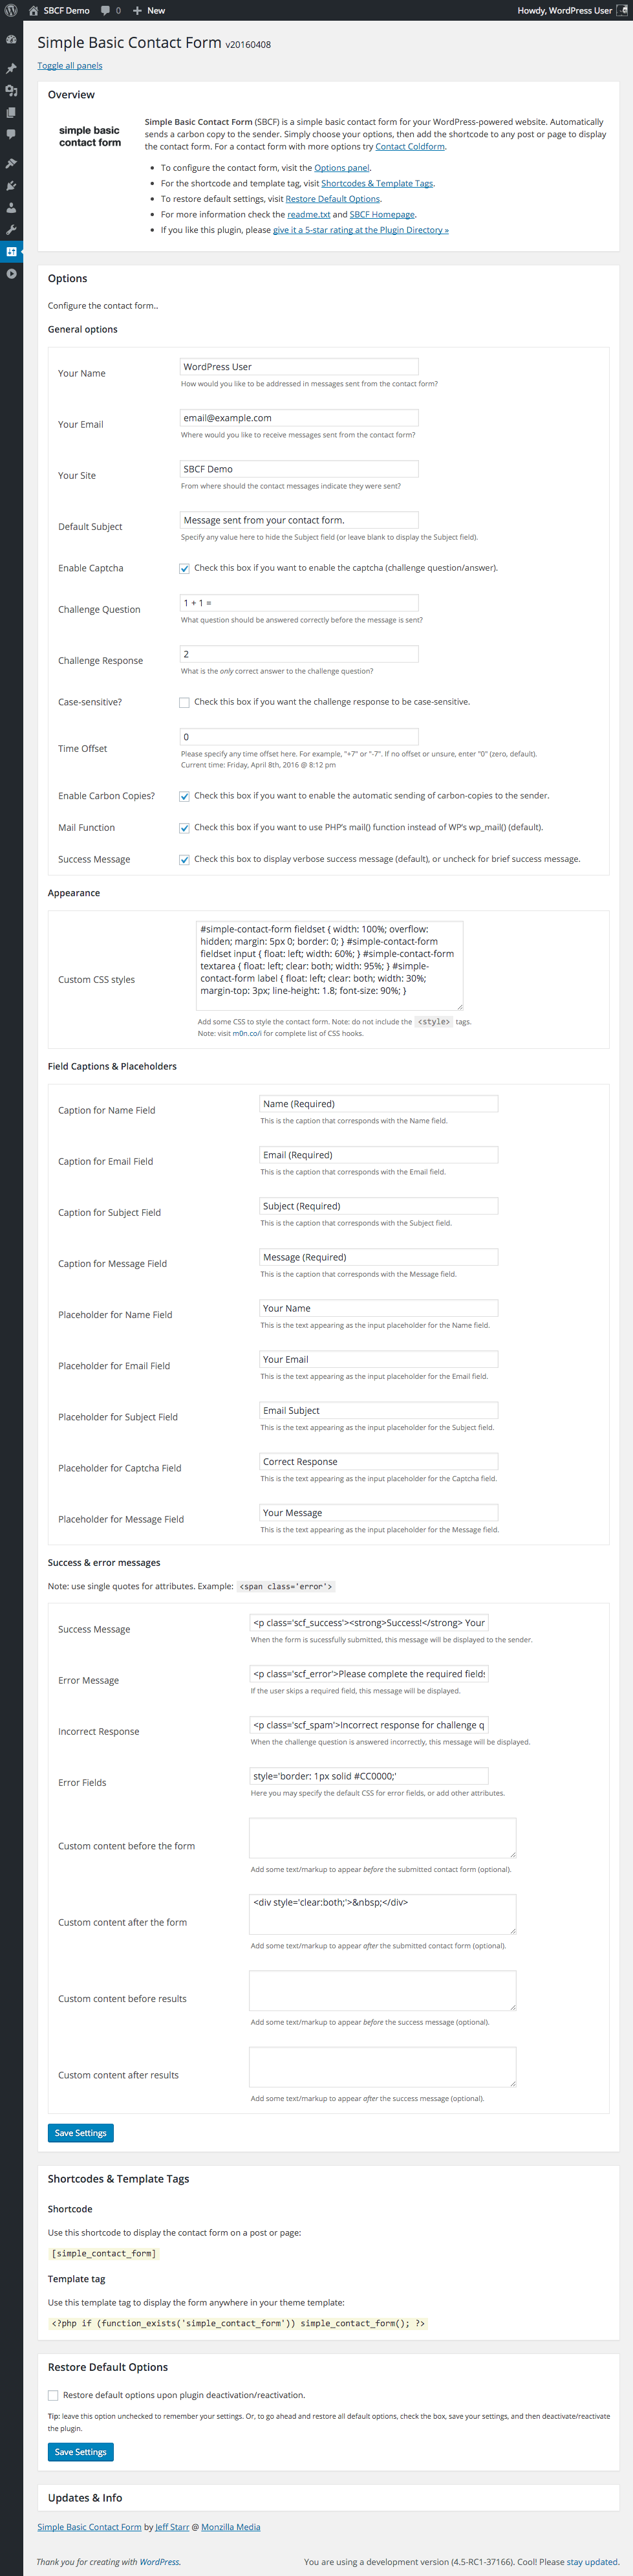 SBCF Demo 0 New Howdy, WordPress User
Simple Basic Contact Form v20160408
Toggle all panels
Overview
simple basic
contact form
Simple Basic Contact Form (SBCF) is a simple basic contact form for your WordPress-powered website. Automatically
sends a carbon copy to the sender. Simply choose your options, then add the shortcode to any post or page to display
the contact form. For a contact form with more options try Contact Coldform.
To configure the contact form, visit the Options panel.
For the shortcode and template tag, visit Shortcodes & Template Tags.
To restore default settings, visit Restore Default Options.
For more information check the readme.txt and SBCF Homepage.
If you like this plugin, please give it a 5-star rating at the Plugin Directory »
Options
Configure the contact form..
General options
Your Name
WordPress User
How would you like to be addressed in messages sent from the contact form?
Your Email
email@example.com
Where would you like to receive messages sent from the contact form?
Your Site
SBCF Demo
From where should the contact messages indicate they were sent?
Default Subject
Message sent from your contact form.
Specify any value here to hide the Subject field (or leave blank to display the Subject field).
Enable Captcha
Check this box if you want to enable the captcha (challenge question/answer).
Challenge Question
1 + 1 =
What question should be answered correctly before the message is sent?
Challenge Response
2
What is the only correct answer to the challenge question?
Case-sensitive?
Check this box if you want the challenge response to be case-sensitive.
Time Offset
0
Please specify any time offset here. For example, "+7" or "-7". If no offset or unsure, enter "0" (zero, default).
Current time: Friday, April 8th, 2016 @ 8:12 pm
Enable Carbon Copies?
Check this box if you want to enable the automatic sending of carbon-copies to the sender.
Mail Function
Check this box if you want to use PHP's mail() function instead of WP's wp_mail() (default).
Success Message
Check this box to display verbose success message (default), or uncheck for brief success message.
Appearance
Custom CSS styles
#simple-contact-form fieldset { width: 100%; overflow:
hidden; margin: 5px 0; border: 0; } #simple-contact-form
fieldset input { float: left; width: 60%; } #simple-contact-form
textarea { float: left; clear: both; width: 95%; } #simple-
contact-form label { float: left; clear: both; width: 30%;
margin-top: 3px; line-height: 1.8; font-size: 90%; }
Add some CSS to style the contact form. Note: do not include the <style> tags.
Note: visit m0n.co/i for complete list of CSS hooks.
Field Captions & Placeholders
Caption for Name Field
Name (Required)
This is the caption that corresponds with the Name field.
Caption for Email Field
Email (Required)
This is the caption that corresponds with the Email field.
Caption for Subject Field
Subject (Required)
This is the caption that corresponds with the Subject field.
Caption for Message Field
Message (Required)
This is the caption that corresponds with the Message field.
Placeholder for Name Field
Your Name
This is the text appearing as the input placeholder for the Name field.
Placeholder for Email Field
Your Email
This is the text appearing as the input placeholder for the Email field.
Placeholder for Subject Field
Email Subject
This is the text appearing as the input placeholder for the Subject field.
Placeholder for Captcha Field
Correct Response
This is the text appearing as the input placeholder for the Captcha field.
Placeholder for Message Field
Your Message
This is the text appearing as the input placeholder for the Message field.
Success & error messages
Note: use single quotes for attributes. Example: <span class='error'>
Success Message
<p class='scf_success'><strong>Success!</strong> Your
When the form is sucessfully submitted, this message will be displayed to the sender.
Error Message
<p class='scf_error'>Please complete the required fields
If the user skips a required field, this message will be displayed.
Incorrect Response
<p class='scf_spam'>Incorrect response for challenge q
When the challenge question is answered incorrectly, this message will be displayed.
Error Fields
style='border: 1px solid #CC0000;'
Here you may specify the default CSS for error fields, or add other attributes.
Custom content before the form
Add some text/markup to appear before the submitted contact form (optional).
Custom content after the form
<div style='clear:both;'>&nbsp;</div>
Add some text/markup to appear after the submitted contact form (optional).
Custom content before results
Add some text/markup to appear before the success message (optional).
Custom content after results
Add some text/markup to appear after the success message (optional).
Save Settings
Shortcodes & Template Tags
Shortcode
Use this shortcode to display the contact form on a post or page:
[simple_contact_form]
Template tag
Use this template tag to display the form anywhere in your theme template:
<?php if (function_exists('simple_contact_form')) simple_contact_form(); ?>
Restore Default Options
Restore default options upon plugin deactivation/reactivation.
Tip: leave this option unchecked to remember your settings. Or, to go ahead and restore all default options, check the box, save your settings, and then deactivate/reactivate
the plugin.
Save Settings
Updates & Info
Simple Basic Contact Form by Jeff Starr @ Monzilla Media
Thank you for creating with WordPress. You are using a development version (4.5-RC1-37166). Cool! Please stay updated.